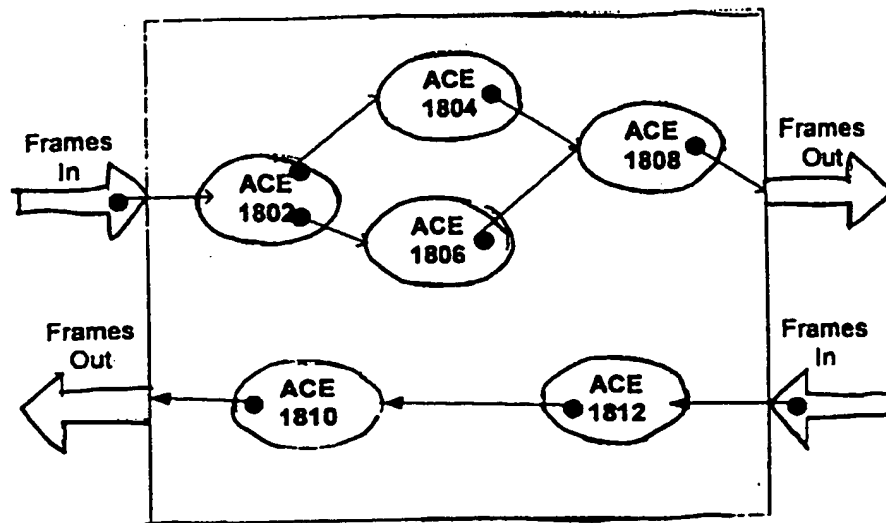 ACE
1804
Frames
In
ACE
1802
ACE
1806
ACE
1808
Frames
Out
Frames
Out
ACE
1810
ACE
1812
Frames
In